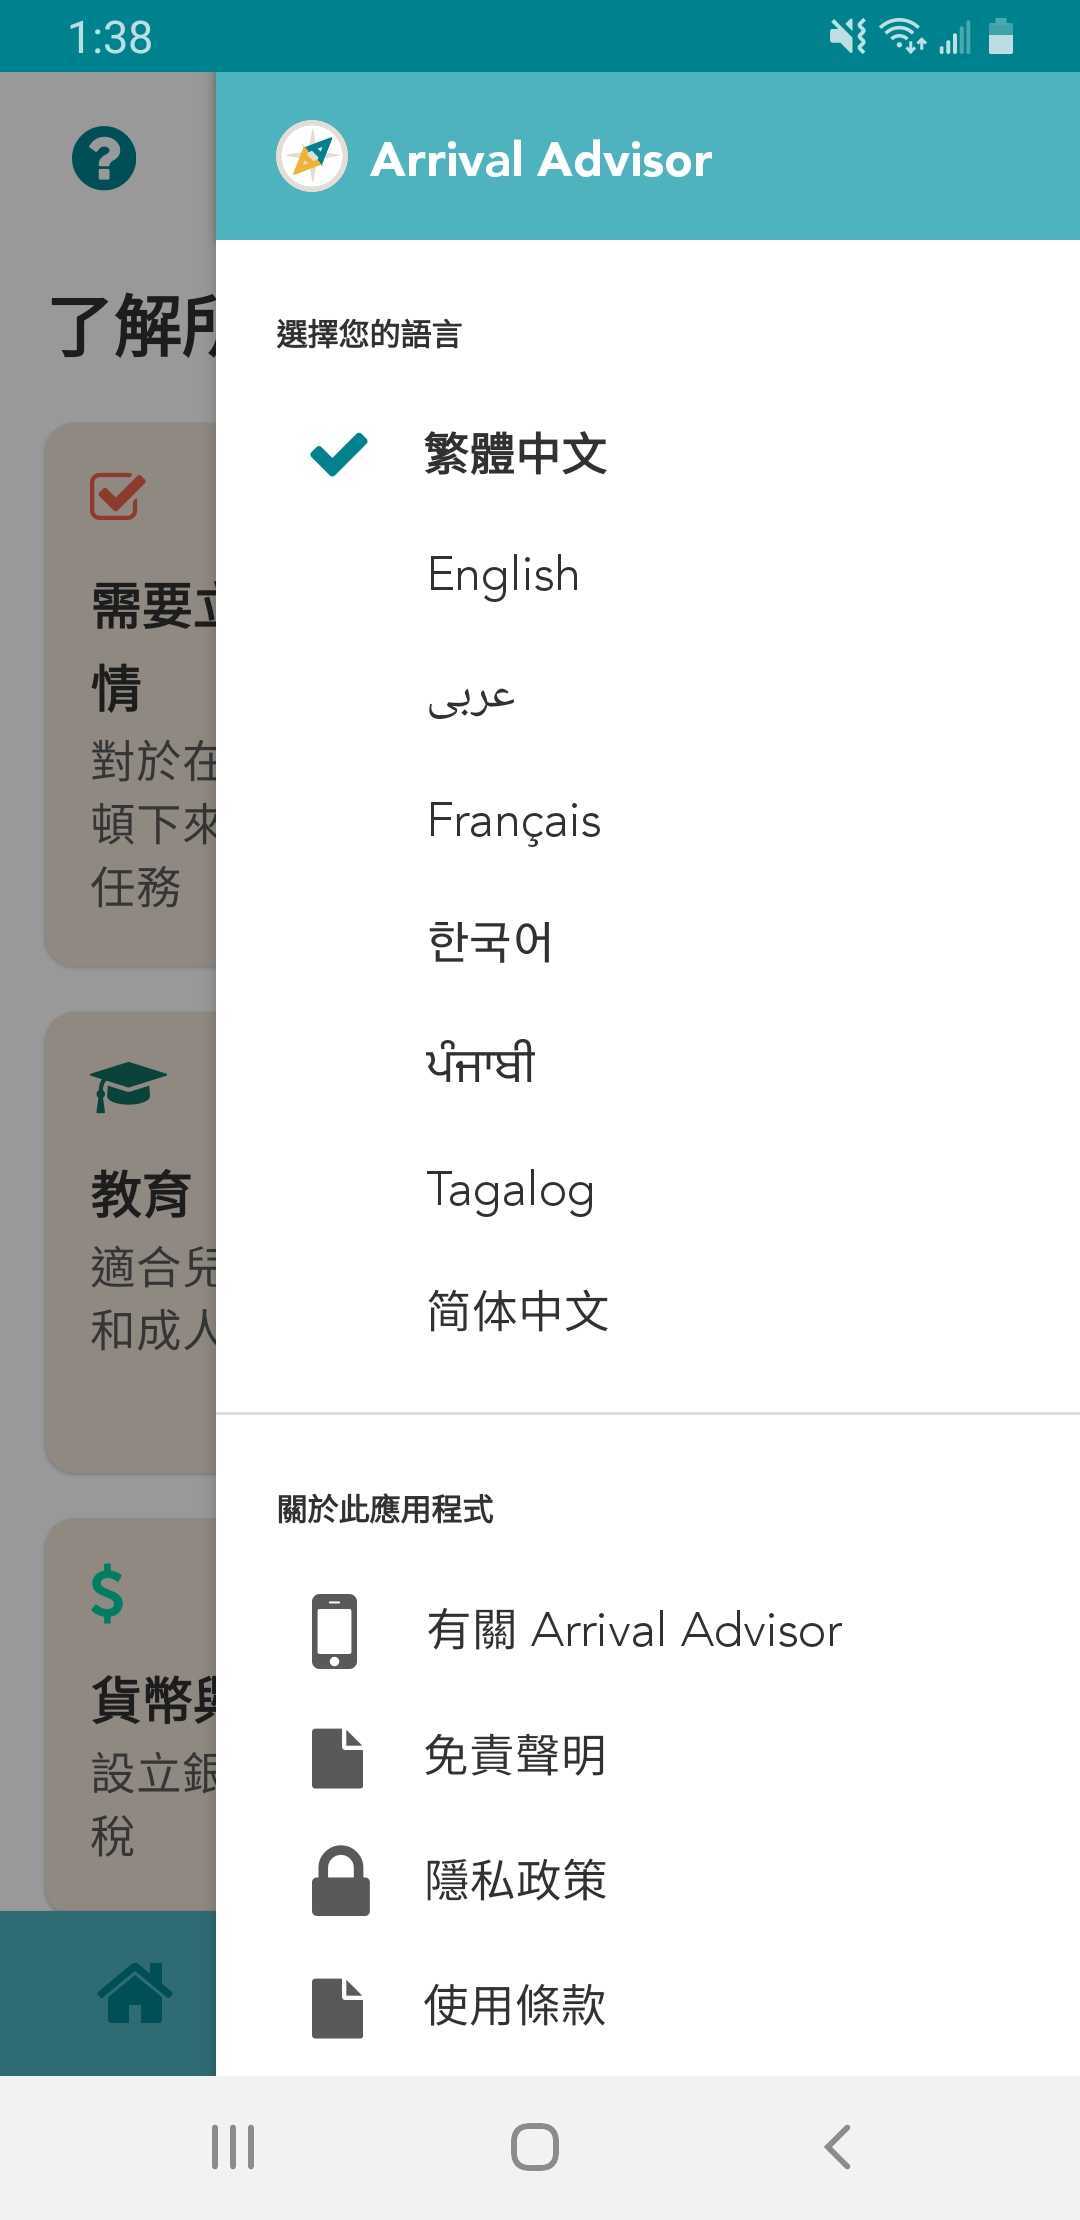 1:38
Arrival Advisor
選擇您的語言
繁體中文
English
عربى
Français
한국어
ਪੰਜਾਬੀ
Tagalog
简体中文
關於此應用程式
有關 Arrival Advisor
免責聲明
隱私政策
使用條款
了解
需要
情
對於在
頓下來
任務
教育
適合兒
和成人
$
貨幣與
設立銀
稅